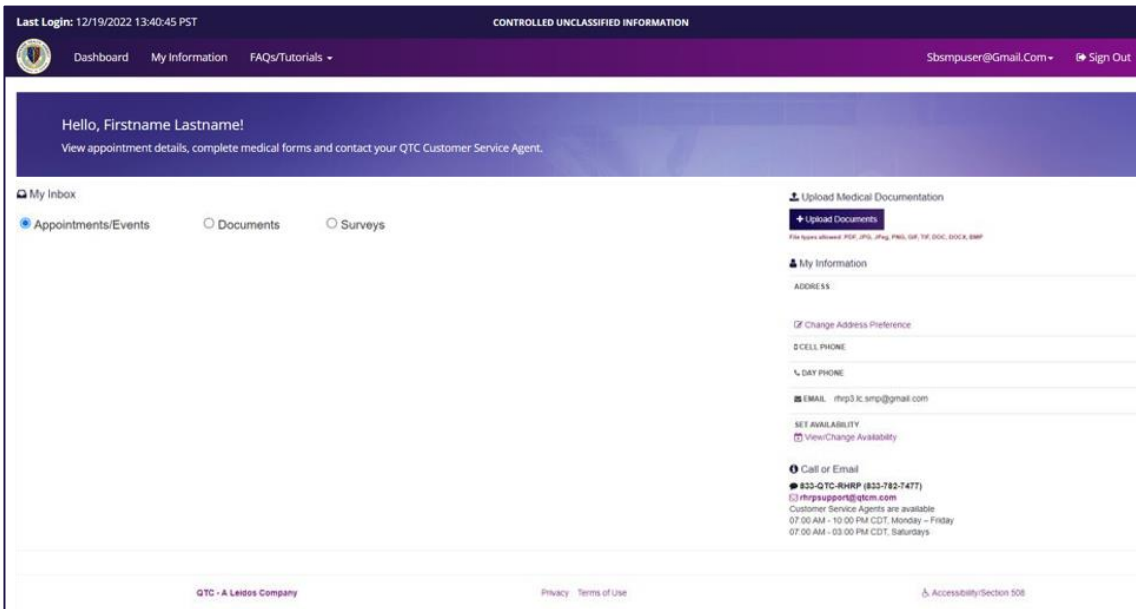 Last Login: 12/19/2022 13:40:45 PST
CONTROLLED UNCLASSIFIED INFORMATION
Dashboard My Information FAQs/Tutorials
Sbsmpuser@Gmail.Com Sign Out
Hello, Firstname Lastname!
View appointment details, complete medical forms and contact your QTC Customer Service Agent.
My Inbox
Appointments/Events Documents Surveys
Upload Medical Documentation
+ Upload Documents
File types allowed: PDF, JPG, JPeg, PNG, GIF, TIF, DOC, DOCX, BMP
My Information
ADDRESS
Change Address Preference
CELL PHONE
DAY PHONE
EMAIL rhrp3.lc.smp@gmail.com
SET AVAILABILITY
View/Change Availability
Call or Email
833-QTC-RHRP (833-782-7477)
rhrpsupport@qtcm.com
Customer Service Agents are available
07:00 AM - 10:00 PM CDT, Monday – Friday
07:00 AM - 03:00 PM CDT, Saturdays
QTC - A Leidos Company
Privacy Terms of Use
Accessibility/Section 508